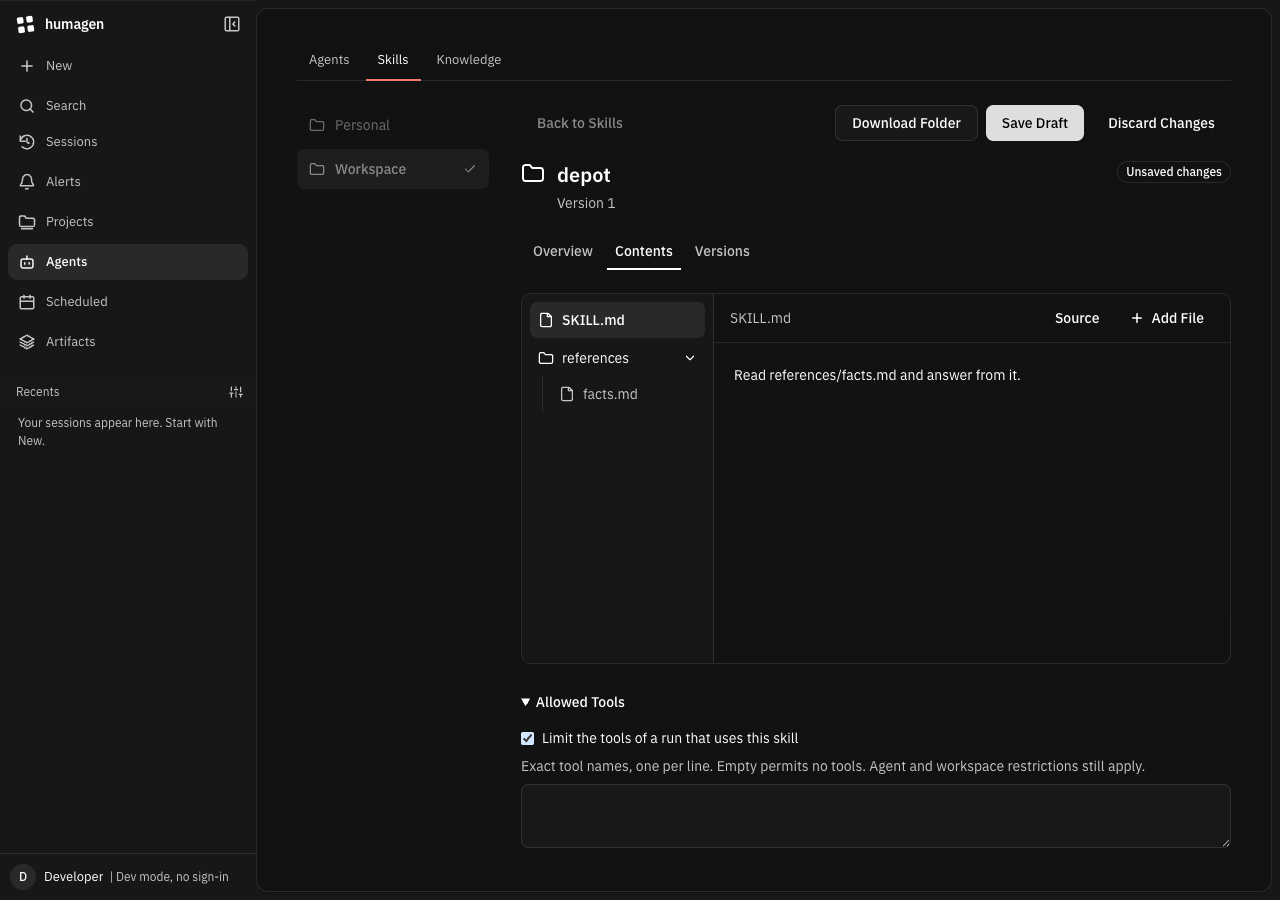 humagen
New
Search
Sessions
Alerts
Projects
Agents
Scheduled
Artifacts
Recents
Your sessions appear here. Start with
New.
D
Developer | Dev mode, no sign-in
Agents Skills Knowledge
Personal
Workspace
Back to Skills Download Folder Save Draft Discard Changes
depot Unsaved changes
Version 1
Overview Contents Versions
SKILL.md
references
facts.md
SKILL.md Source Add File
Read references/facts.md and answer from it.
Allowed Tools
Limit the tools of a run that uses this skill
Exact tool names, one per line. Empty permits no tools. Agent and workspace restrictions still apply.